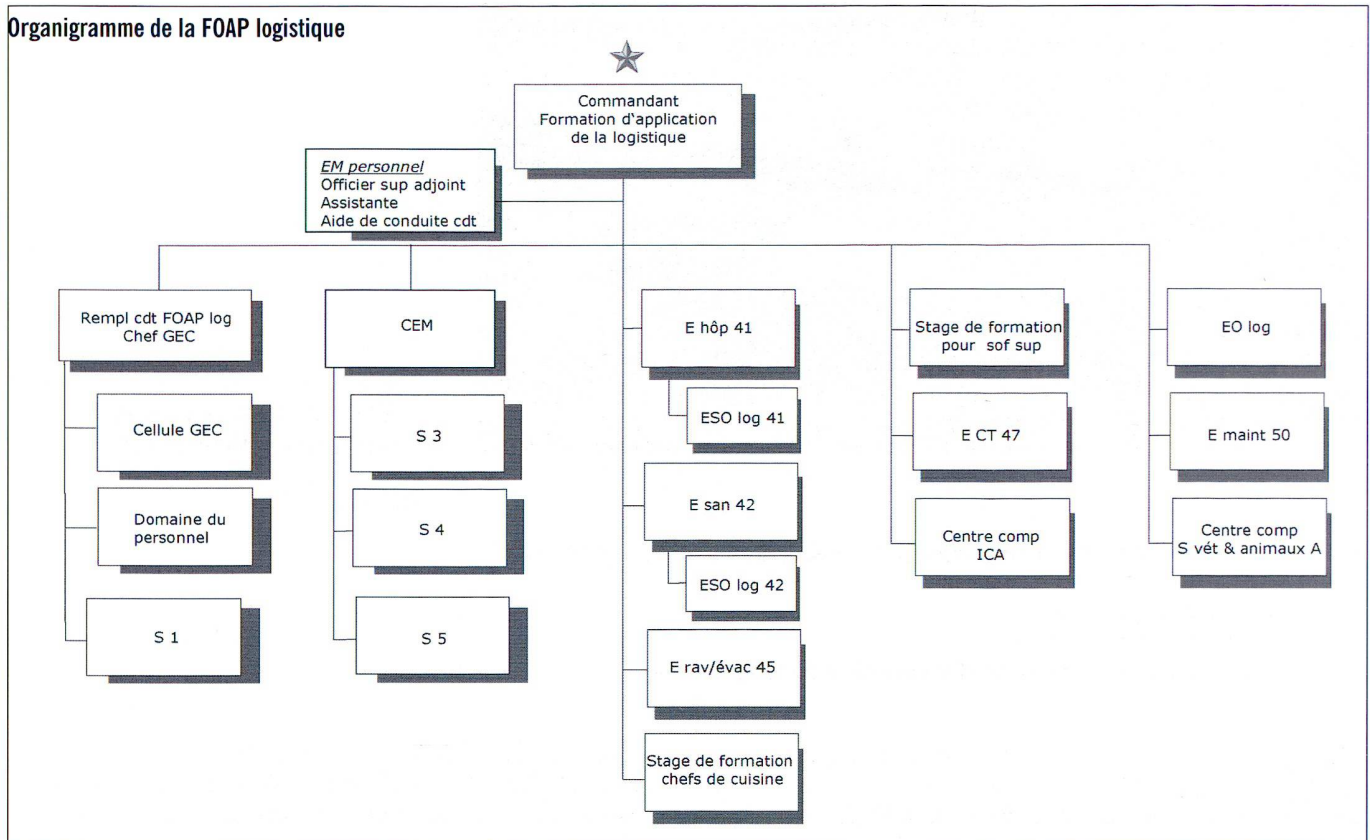 Organigramme de la FOAP logistique
Commandant
Formation d'application
de la logistique
EM personnel
Officier sup adjoint
Assistante
Aide de conduite cdt
Rempl cdt FOAP log
Chef GEC
Cellule GEC
Domaine du
personnel
S 1
CEM
S 3
S 4
S 5
E hôp 41
ESO log 41
E san 42
ESO log 42
E rav/évac 45
Stage de formation
chefs de cuisine
Stage de formation
pour sof sup
E CT 47
Centre comp
ICA
EO log
E maint 50
Centre comp
S vét & animaux A